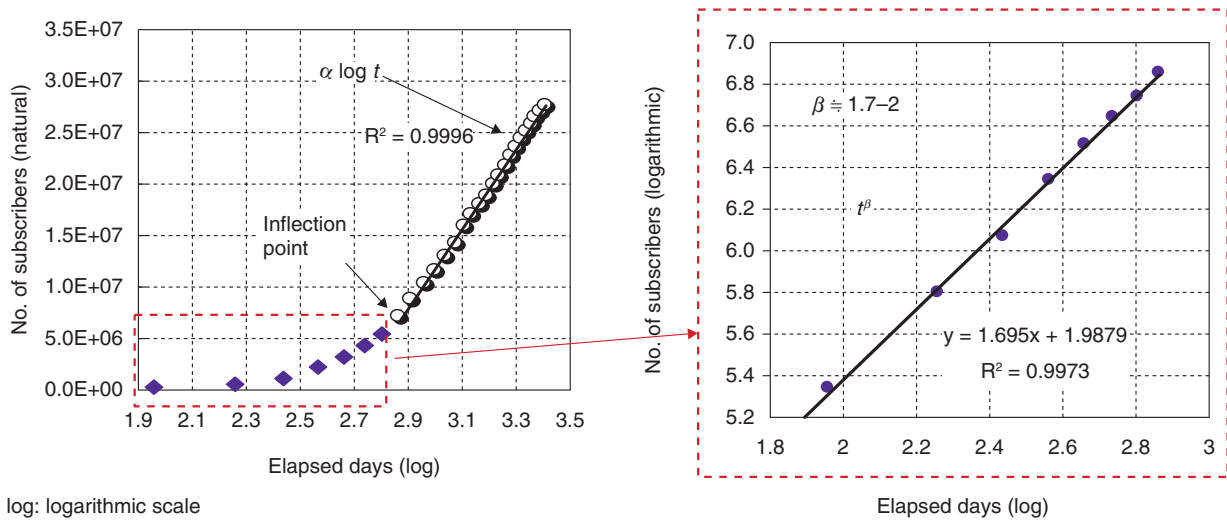 No. of subscribers (natural)
3.5E+07
3.0E+07
2.5E+07
2.0E+07
1.5E+07
1.0E+07
5.0E+06
0.0E+00
α log t
R² = 0.9996
Inflection
point
1.9 2.1 2.3 2.5 2.7 2.9 3.1 3.3 3.5
Elapsed days (log)
log: logarithmic scale
No. of subscribers (logarithmic)
7.0
6.8
6.6
6.4
6.2
6.0
5.8
5.6
5.4
5.2
β ≒ 1.7–2
t^β
y = 1.695x + 1.9879
R² = 0.9973
1.8 2 2.2 2.4 2.6 2.8 3
Elapsed days (log)